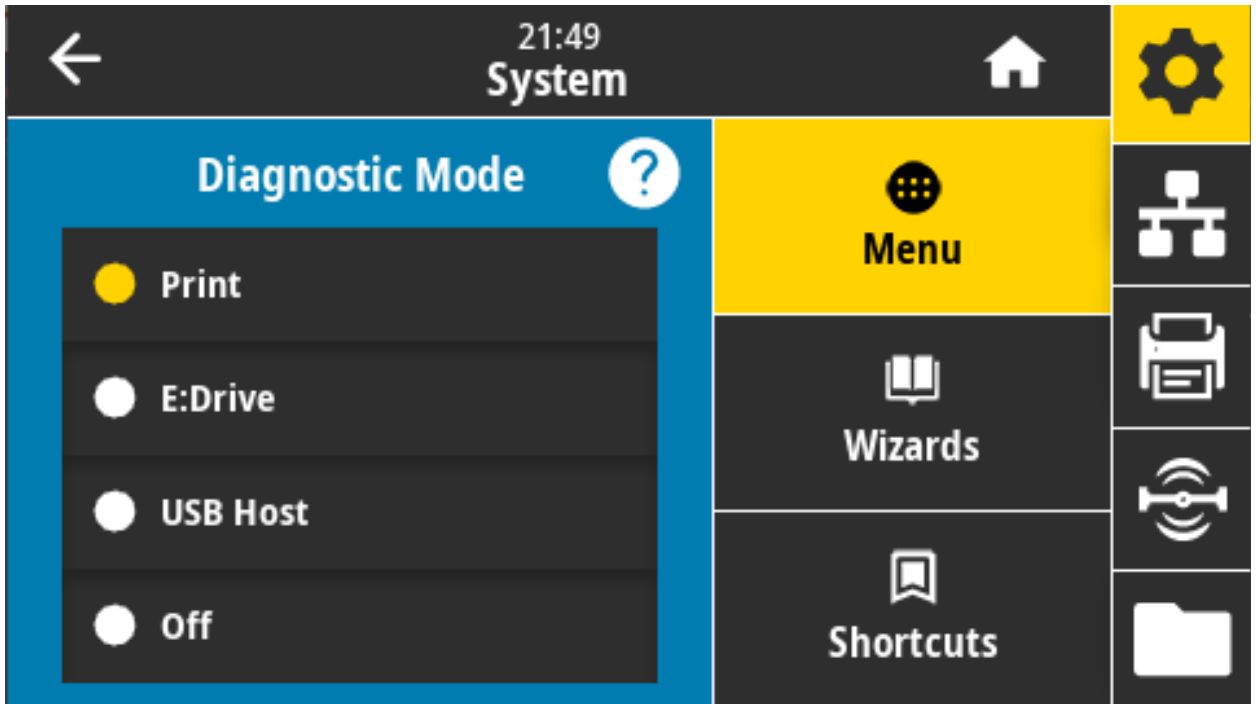 21:49
System
Diagnostic Mode
?
Print
E:Drive
USB Host
Off
Menu
Wizards
Shortcuts